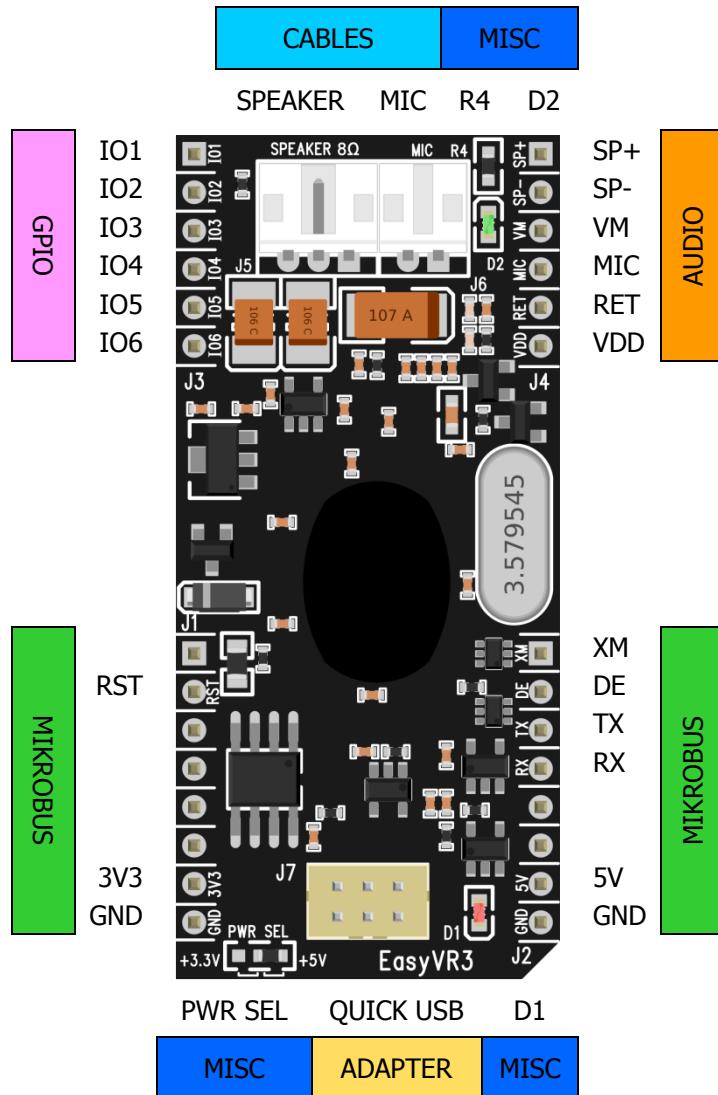 CABLES MISC
SPEAKER MIC R4 D2
GPIO
IO1
IO2
IO3
IO4
IO5
IO6
SPEAKER 8Ω MIC R4
IO1
IO2
IO3
IO4
IO5
IO6
SP+
SP-
VM
MIC
RET
VDD
D2
J5
J6
106 C
106 C
107 A
J3
J4
SP+
SP-
VM
MIC
RET
VDD
AUDIO
3.579545
J1
MIKROBUS
RST
3V3
GND
RST
3V3
GND
XM
DE
TX
RX
5V
GND
J7
D1
PWR SEL
+3.3V +5V
EasyVR3
J2
XM
DE
TX
RX
5V
GND
MIKROBUS
PWR SEL QUICK USB D1
MISC ADAPTER MISC